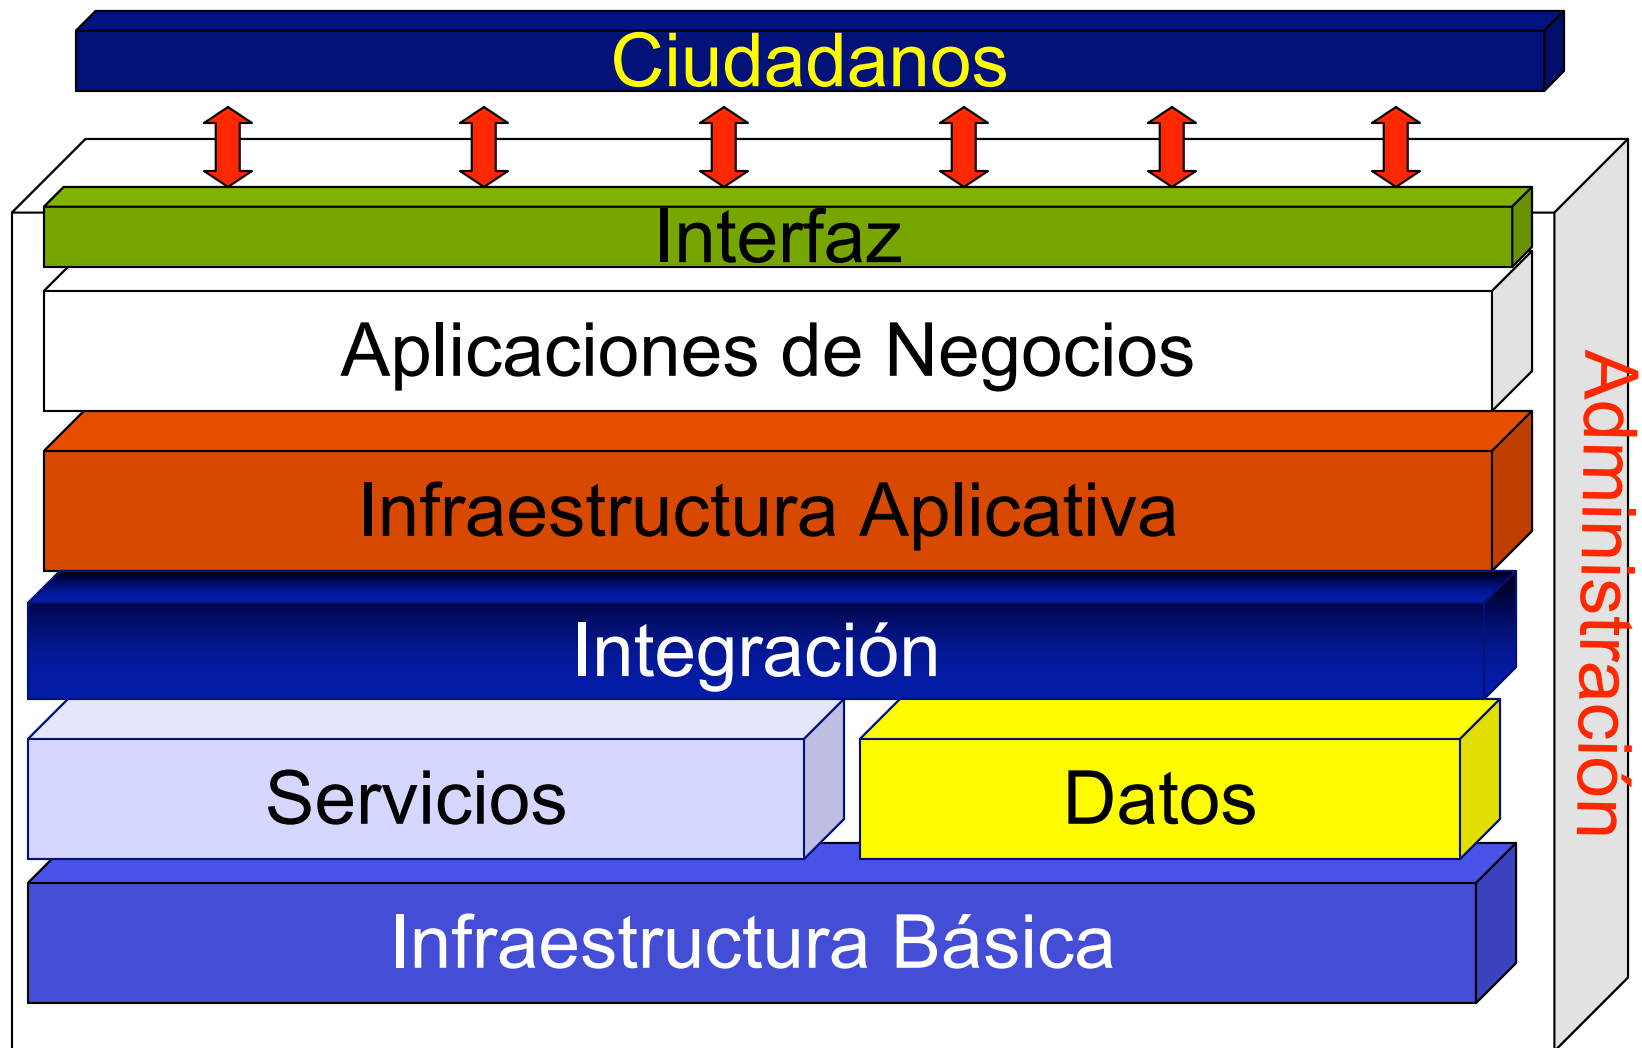 Ciudadanos
Interfaz
Aplicaciones de Negocios
Infraestructura Aplicativa
Integración
Servicios
Datos
Infraestructura Básica
Administración